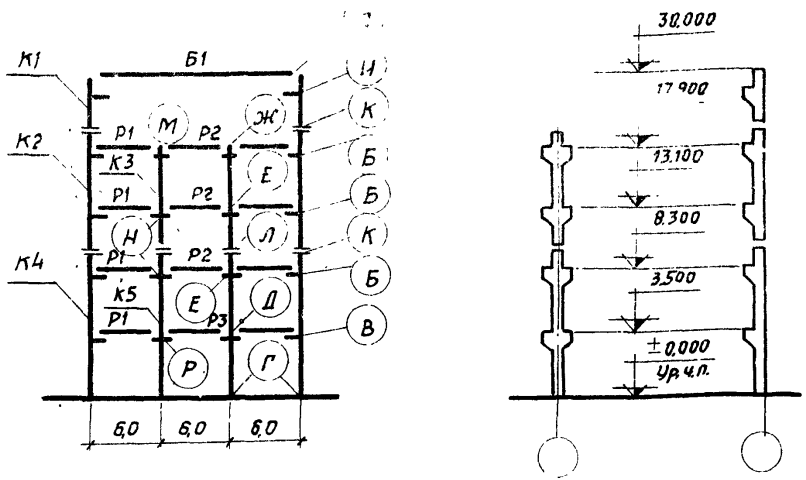 К1
Б1
И
К
Р1
М
Р2
Ж
К2
К3
Б
Е
Р1
Р2
Б
Н
Л
К
К4
Р1
Р2
Б
К5
Е
Д
Р1
Р3
В
Р
Г
6,0 6,0 6,0
30,000
17.900
13.100
8.300
3,500
±0,000
Ур.ч.п.